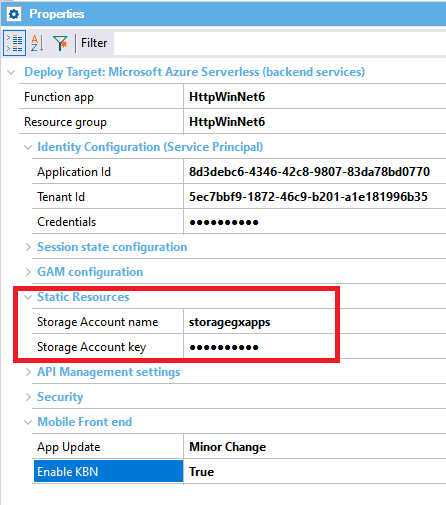 Properties
Filter
Deploy Target: Microsoft Azure Serverless (backend services)
Function app HttpWinNet6
Resource group HttpWinNet6
Identity Configuration (Service Principal)
Application Id 8d3debc6-4346-42c8-9807-83da78bd0770
Tenant Id 5ec7bbf9-1872-46c9-b201-a1e181996b35
Credentials ●●●●●●●●●●
Session state configuration
GAM configuration
Static Resources
Storage Account name storagegxapps
Storage Account key ●●●●●●●●●●
API Management settings
Security
Mobile Front end
App Update Minor Change
Enable KBN True